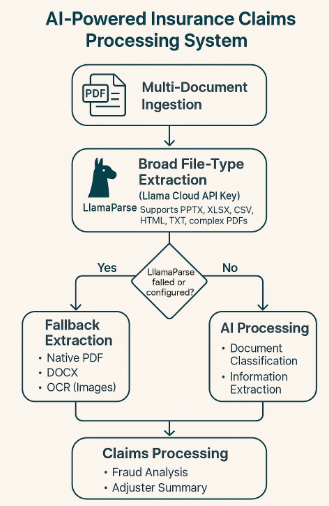 AI-Powered Insurance Claims
Processing System
PDF
Multi-Document
Ingestion
Broad File-Type
Extraction
(Llama Cloud API Key)
LlamaParse
Supports PPTX, XLSX, CSV,
HTML, TXT, complex PDFs
Yes
LlamaParse
failed or
configured?
No
Fallback
Extraction
• Native PDF
• DOCX
• OCR (Images)
AI Processing
• Document
Classification
• Information
Extraction
Claims Processing
• Fraud Analysis
• Adjuster Summary